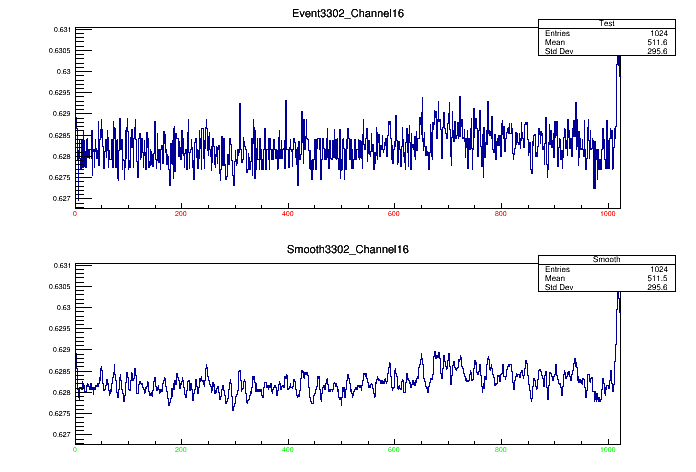 Event3302_Channel16
Test
Entries 1024
Mean 511.6
Std Dev 295.6
0.631
0.6305
0.63
0.6295
0.629
0.6285
0.628
0.6275
0.627
0 200 400 600 800 1000
Smooth3302_Channel16
Smooth
Entries 1024
Mean 511.5
Std Dev 295.6
0.631
0.6305
0.63
0.6295
0.629
0.6285
0.628
0.6275
0.627
0 200 400 600 800 1000